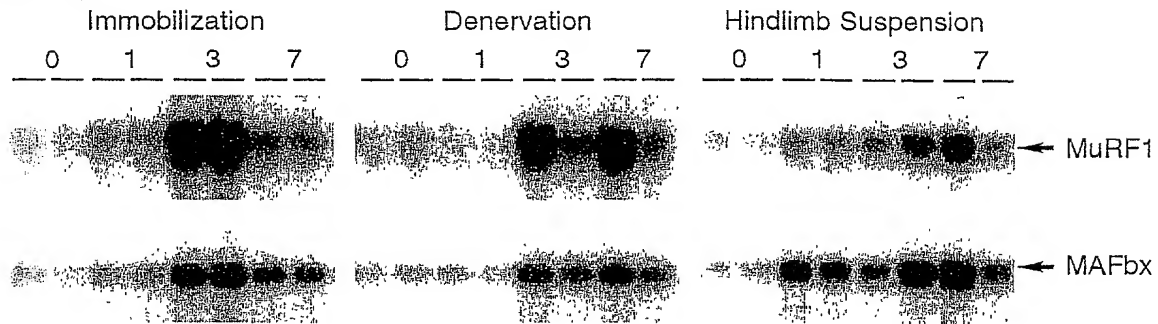 Immobilization Denervation Hindlimb Suspension
0 1 3 7 0 1 3 7 0 1 3 7
MuRF1
MAFbx